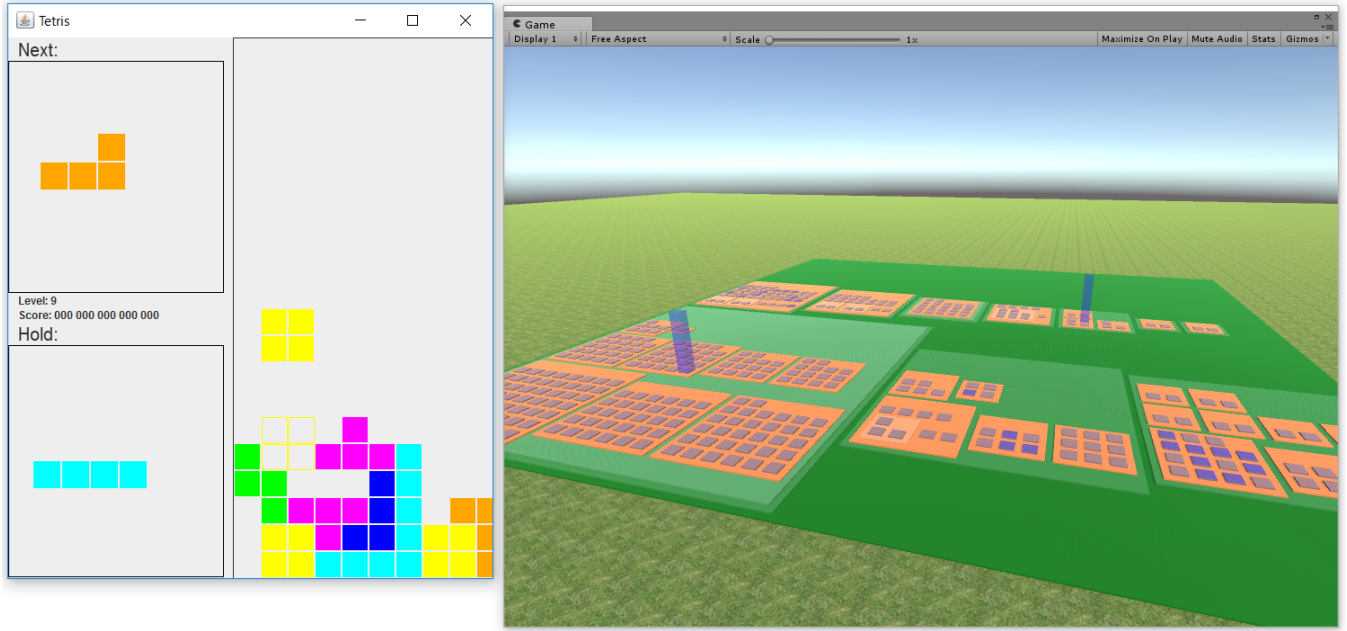 Tetris
Next:
Level: 9
Score: 000 000 000 000 000
Hold:
Game
Display 1 Free Aspect Scale 1x Maximize On Play Mute Audio Stats Gizmos